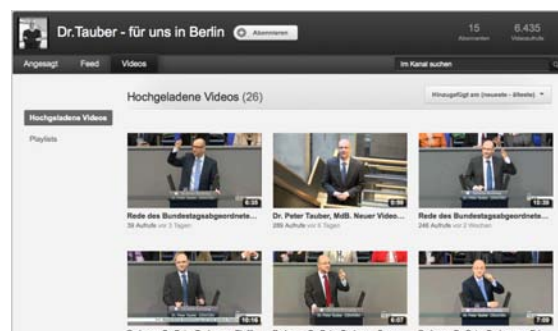 Dr.Tauber - für uns in Berlin
Abonnieren
15
Abonnenten
6.435
Videoaufrufe
Angesagt Feed Videos
Im Kanal suchen
Hochgeladene Videos
Playlists
Hochgeladene Videos (26)
Hinzugefügt am (neueste - älteste)
6:35
5:56
15:39
Rede des Bundestagsabgeordnete...
Dr. Peter Tauber, MdB. Neuer Video...
Rede des Bundestagsabgeordnete...
39 Aufrufe vor 3 Tagen
289 Aufrufe vor 6 Tagen
246 Aufrufe vor 2 Wochen
10:16
6:07
7:05